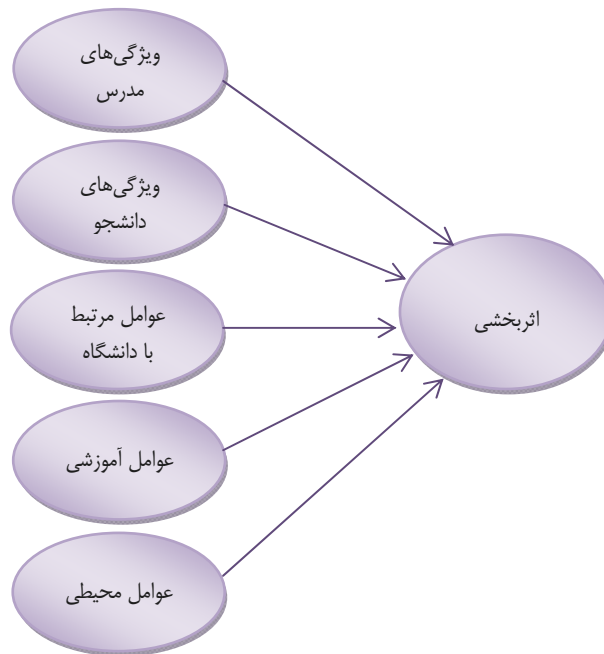 ویژگی‌های
مدرس
ویژگی‌های
دانشجو
عوامل مرتبط
با دانشگاه
اثربخشی
عوامل آموزشی
عوامل محیطی